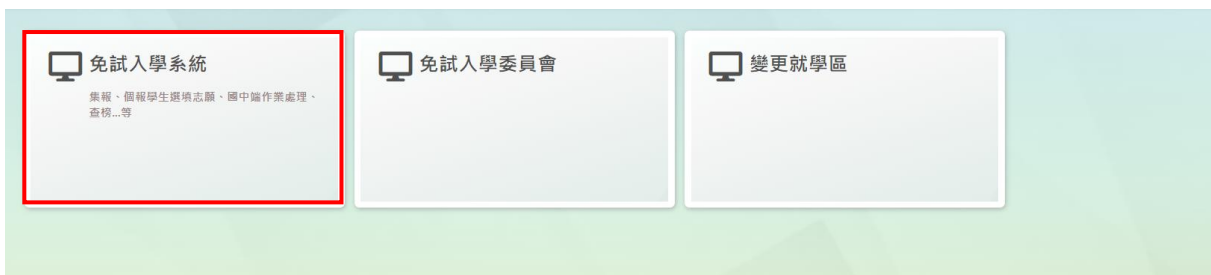 免試入學系統
集報、個報學生選填志願、國中端作業處理、
查榜...等
免試入學委員會
變更就學區